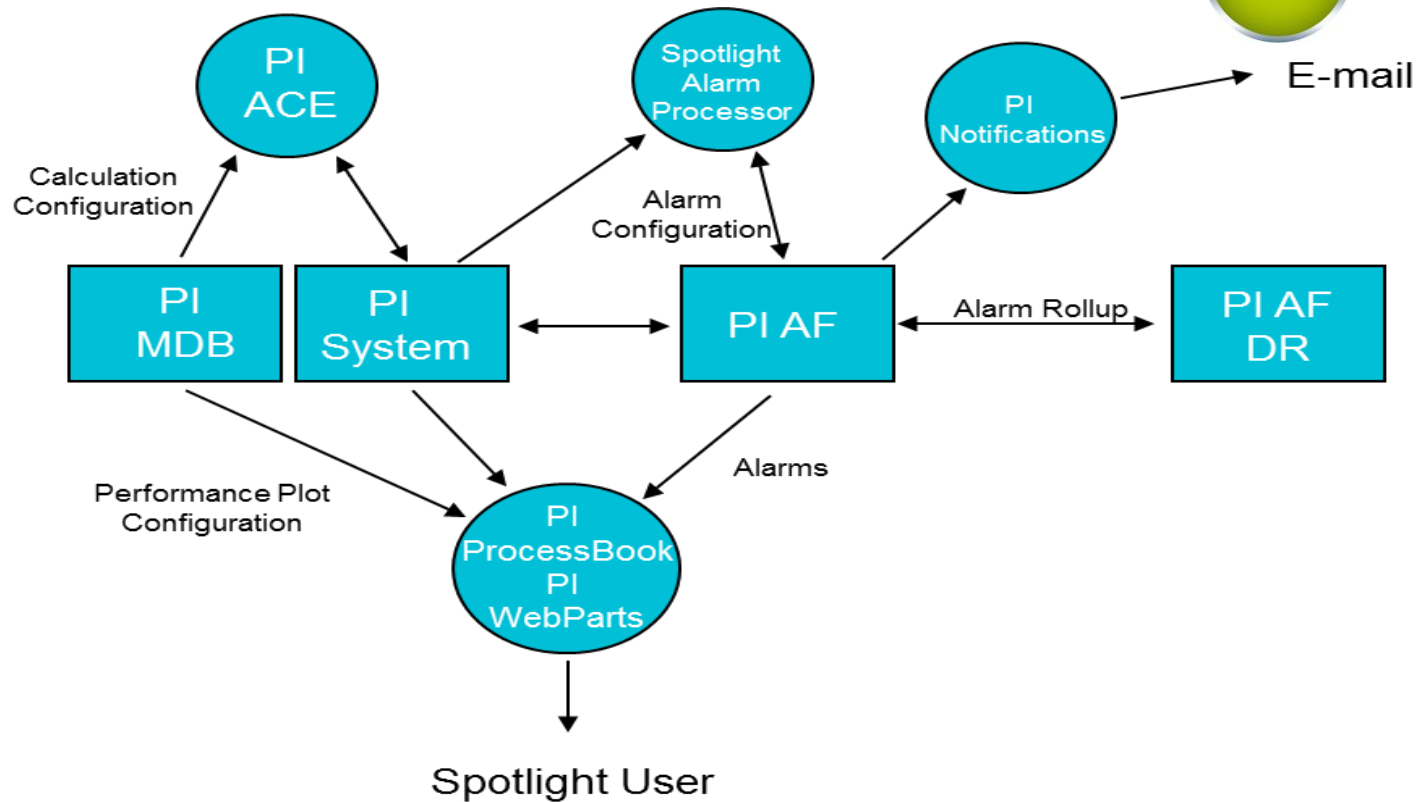 PI
ACE
Spotlight
Alarm
Processor
PI
Notifications
E-mail
Calculation
Configuration
Alarm
Configuration
PI
MDB
PI
System
PI AF
Alarm Rollup
PI AF
DR
Performance Plot
Configuration
Alarms
PI
ProcessBook
PI
WebParts
Spotlight User